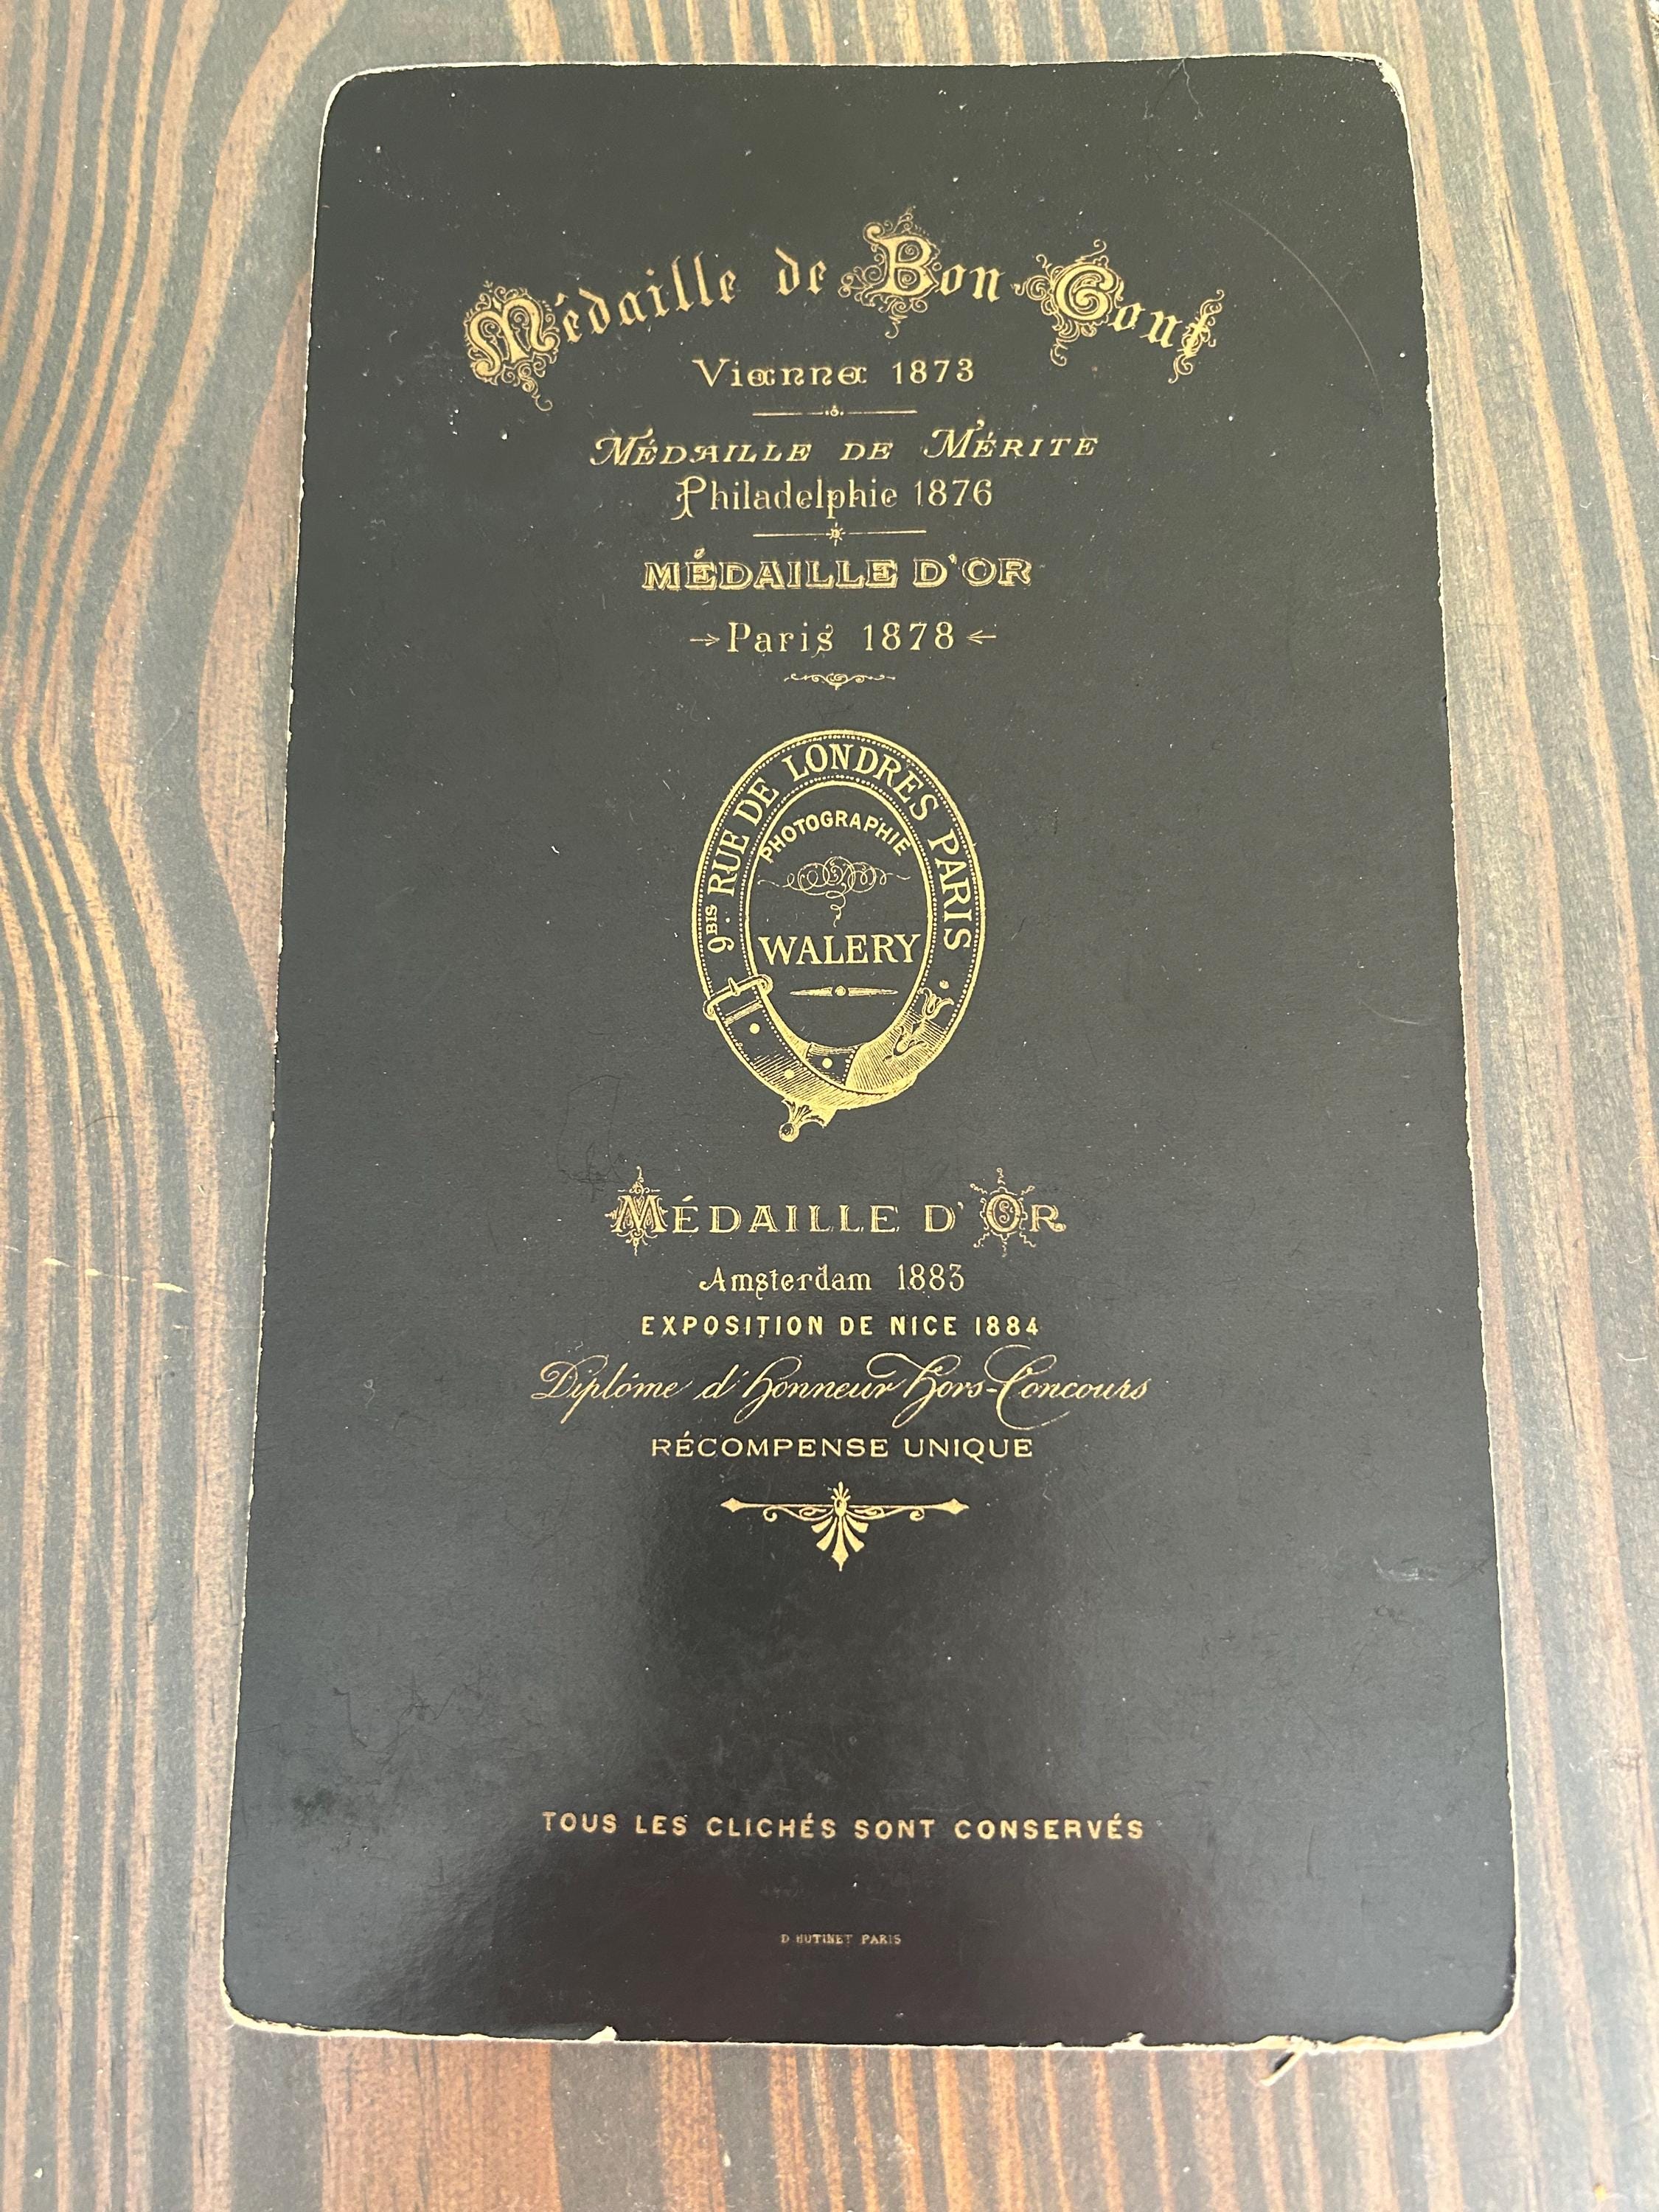 Médaille de Bon Gout
Vienne 1873
MÉDAILLE DE MÉRITE
Philadelphie 1876
MÉDAILLE D'OR
Paris 1878
9BIS RUE DE LONDRES PARIS
PHOTOGRAPHIE
WALERY
MÉDAILLE D'OR
Amsterdam 1883
EXPOSITION DE NICE 1884
Diplôme d'Honneur Hors-Concours
RÉCOMPENSE UNIQUE
TOUS LES CLICHÉS SONT CONSERVÉS
D HUTINET PARIS